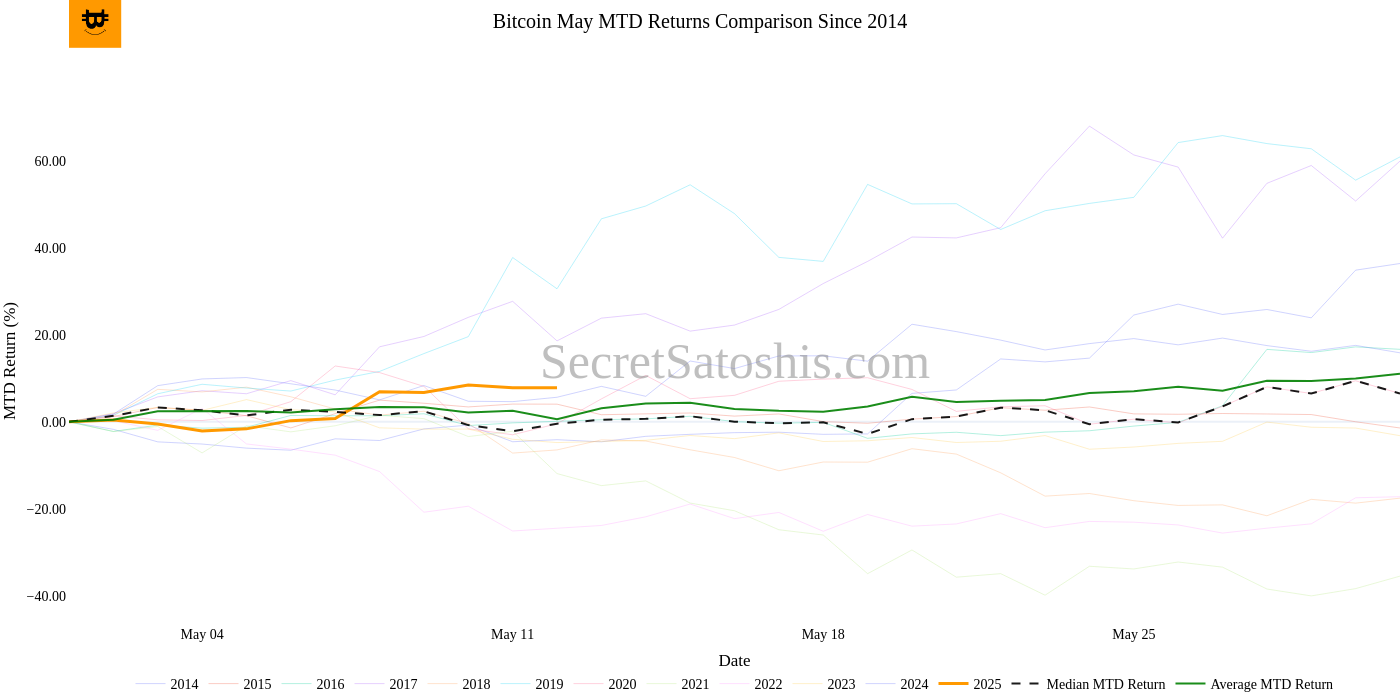 Bitcoin May MTD Returns Comparison Since 2014
MTD Return (%)
60.00
40.00
20.00
0.00
−20.00
−40.00
SecretSatoshis.com
May 04
May 11
May 18
May 25
Date
2014 2015 2016 2017 2018 2019 2020 2021 2022 2023 2024 2025 Median MTD Return Average MTD Return